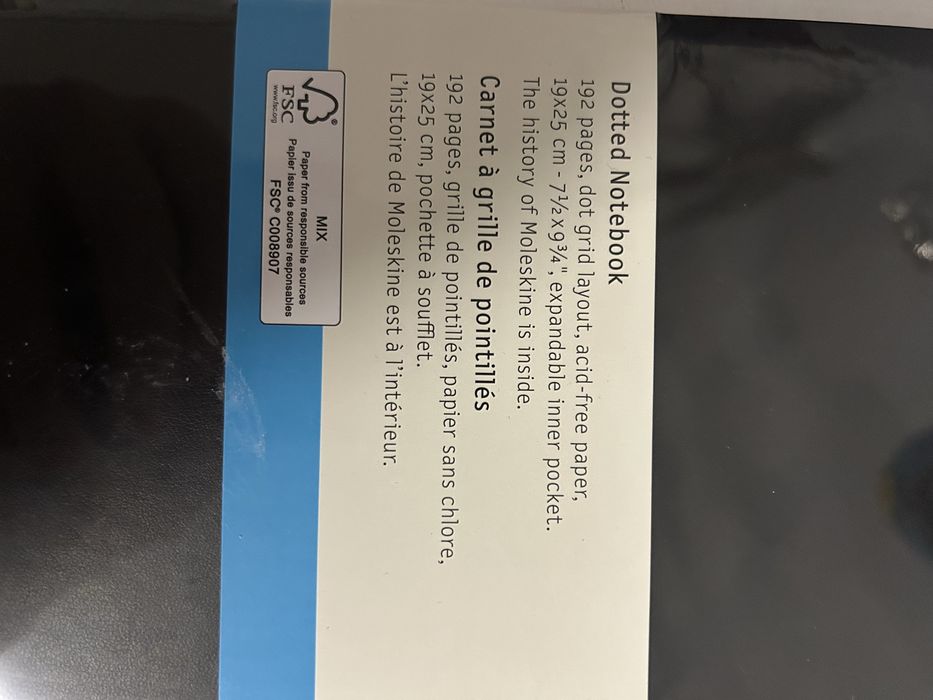 Dotted Notebook
192 pages, dot grid layout, acid-free paper,
19x25 cm - 7½x9¾", expandable inner pocket.
The history of Moleskine is inside.
Carnet à grille de pointillés
192 pages, grille de pointillés, papier sans chlore,
19x25 cm, pochette à soufflet.
L'histoire de Moleskine est à l'intérieur.
FSC®
www.fsc.org
MIX
Paper from responsible sources
Papier issu de sources responsables
FSC® C008907